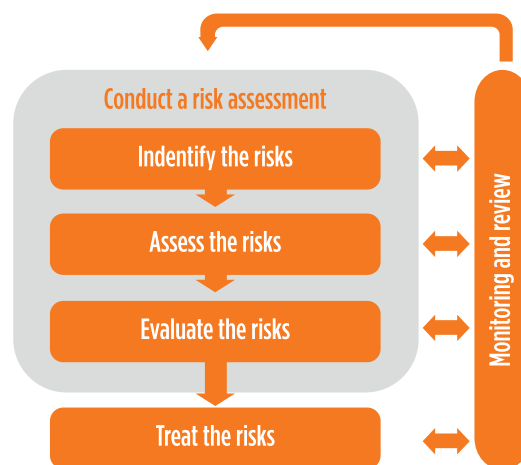 Conduct a risk assessment
Indentify the risks
Assess the risks
Evaluate the risks
Treat the risks
Monitoring and review